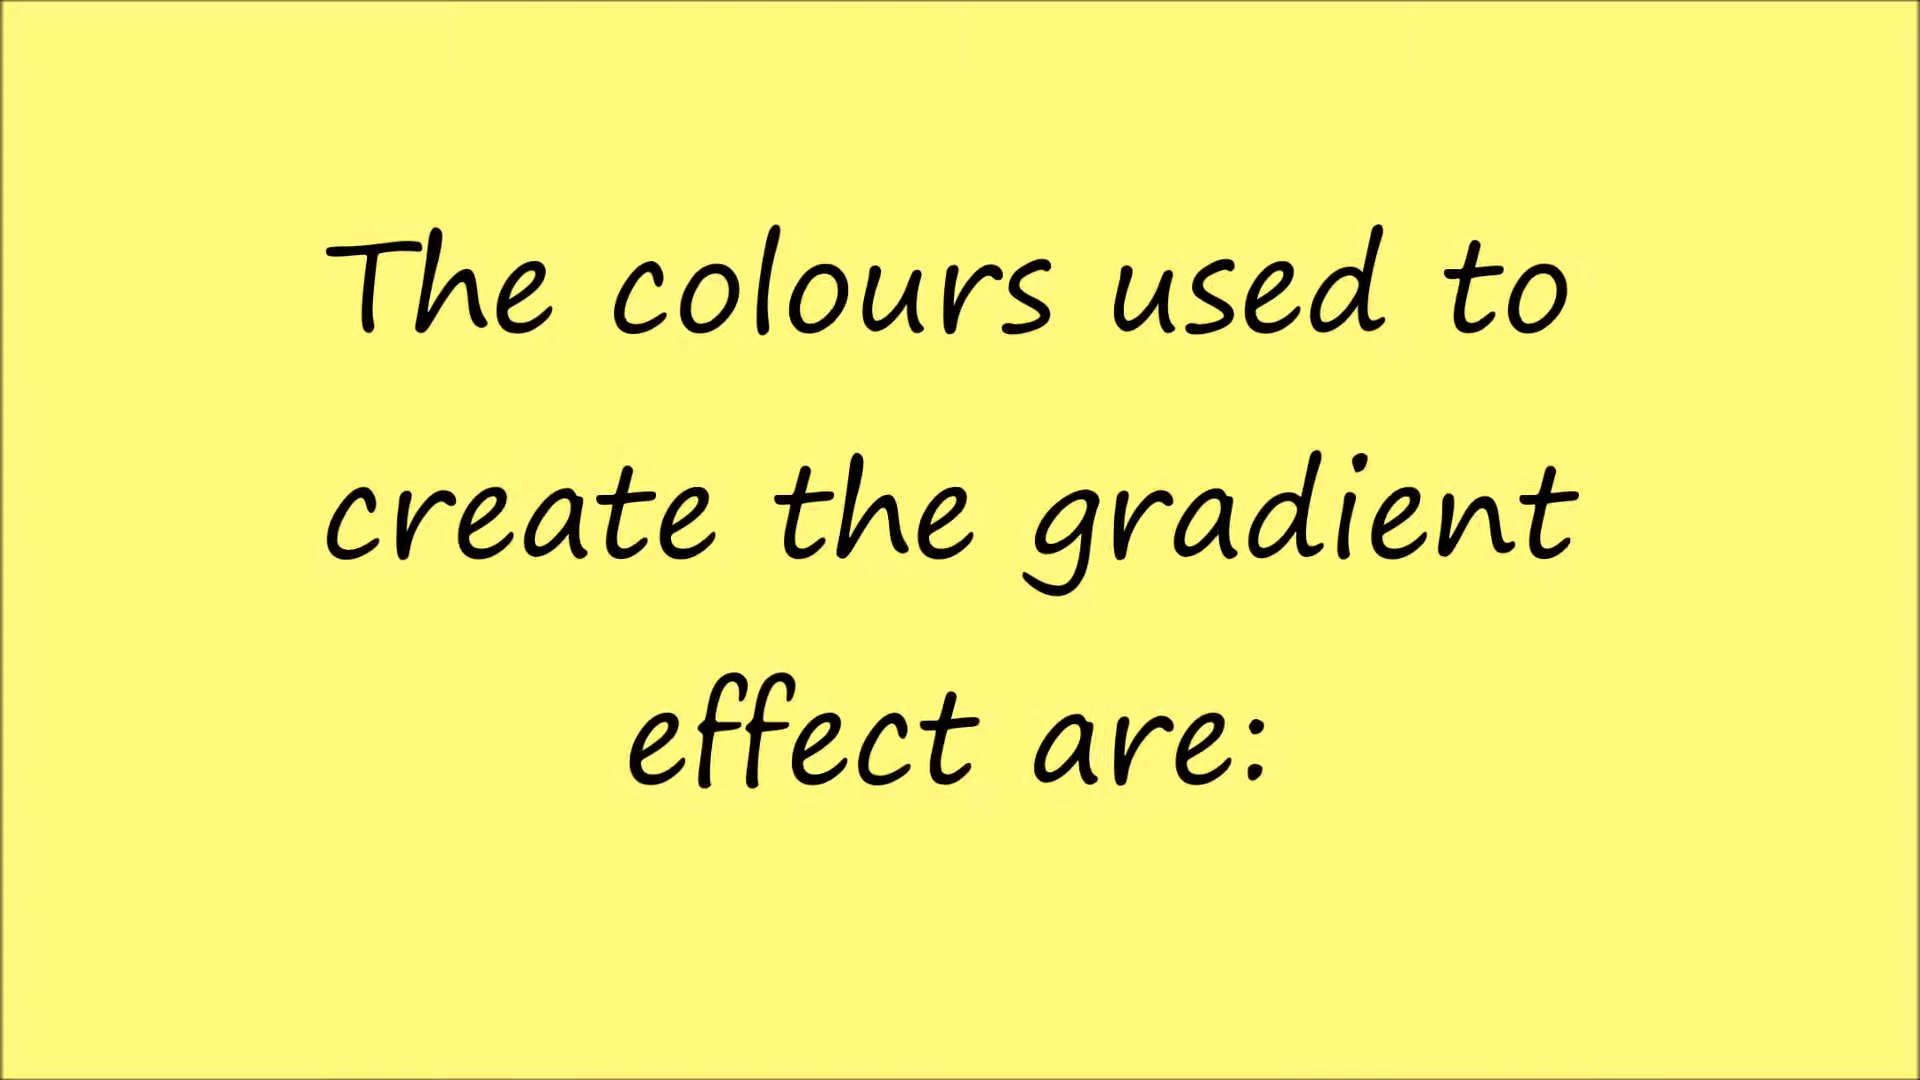 The colours used to
create the gradient
effect are: